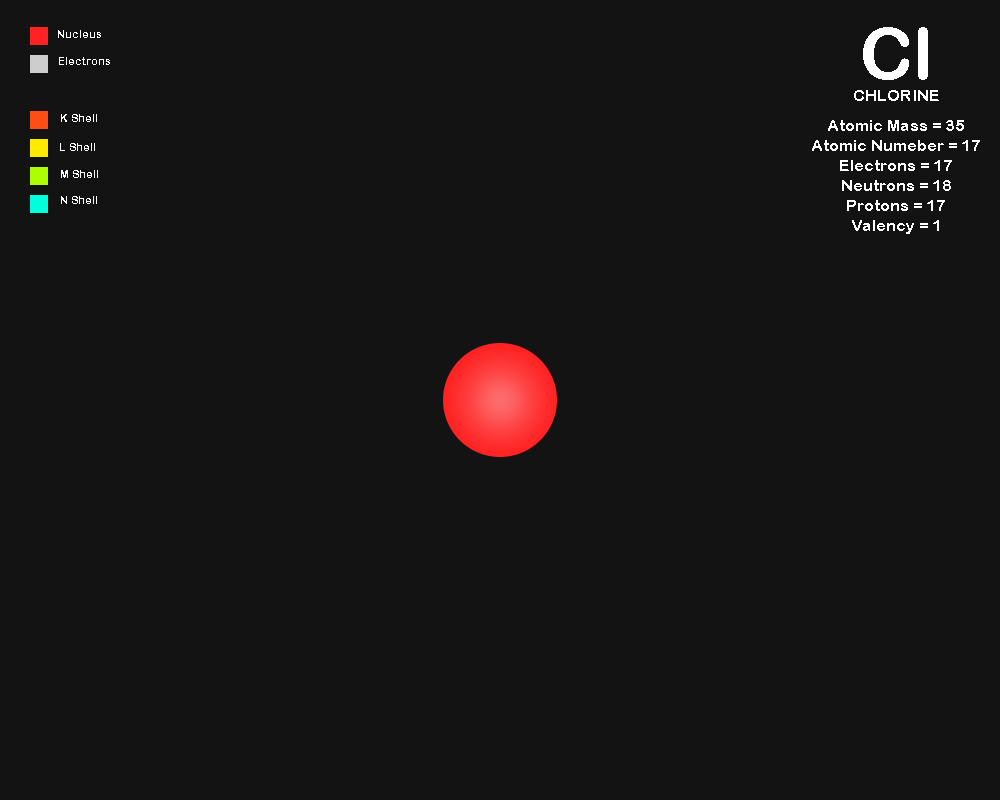 Nucleus
Electrons
K Shell
L Shell
M Shell
N Shell
Cl
CHLORINE
Atomic Mass = 35
Atomic Numeber = 17
Electrons = 17
Neutrons = 18
Protons = 17
Valency = 1